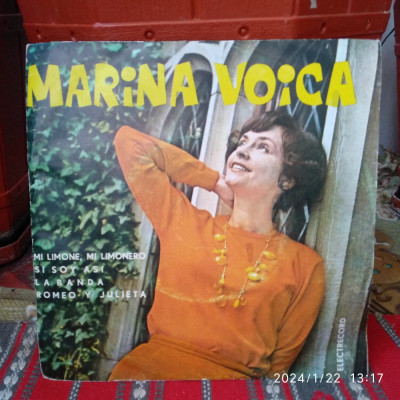 MARINA VOICA
MI LIMONE, MI LIMONERO
SI SOY ASI
LA BANDA
ROMEO Y JULIETA
ELECTRECORD
2024/1/22 13:17